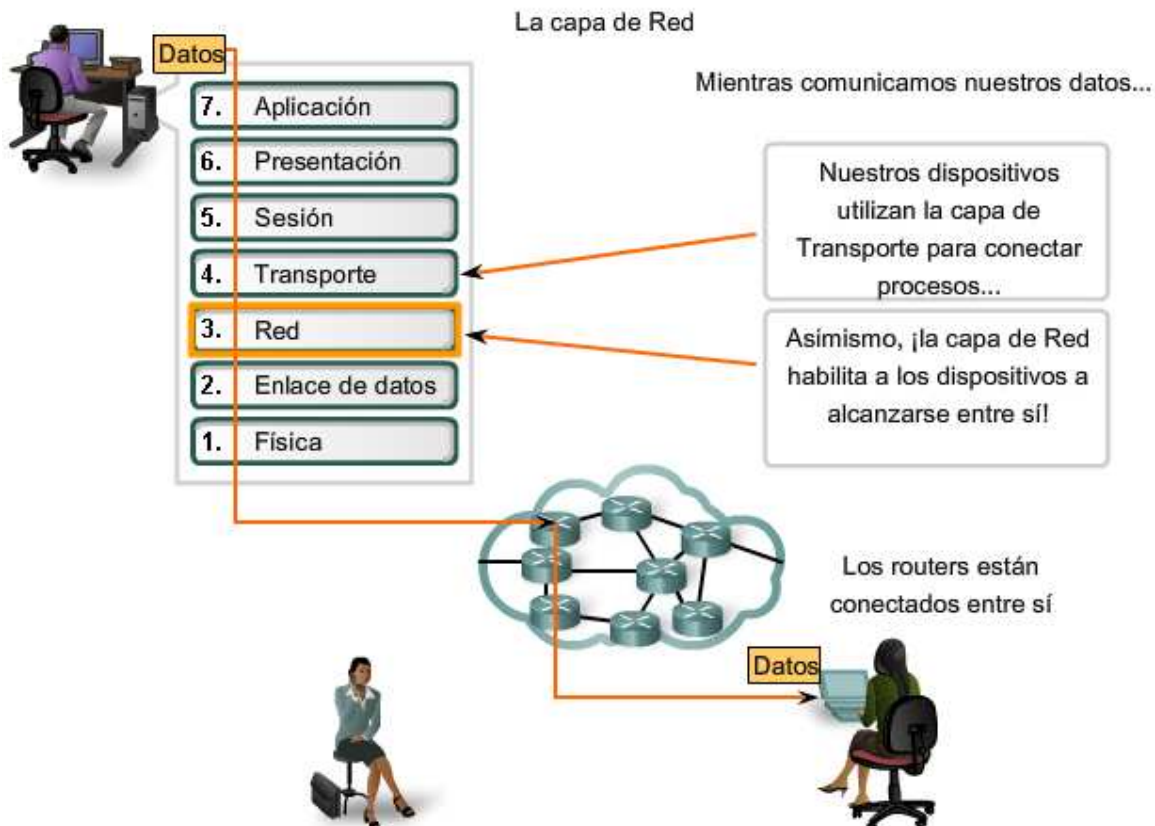 La capa de Red
Datos
Mientras comunicamos nuestros datos...
7. Aplicación
6. Presentación
5. Sesión
4. Transporte
3. Red
2. Enlace de datos
1. Física
Nuestros dispositivos
utilizan la capa de
Transporte para conectar
procesos...
Asimismo, ¡la capa de Red
habilita a los dispositivos a
alcanzarse entre sí!
Los routers están
conectados entre sí
Datos